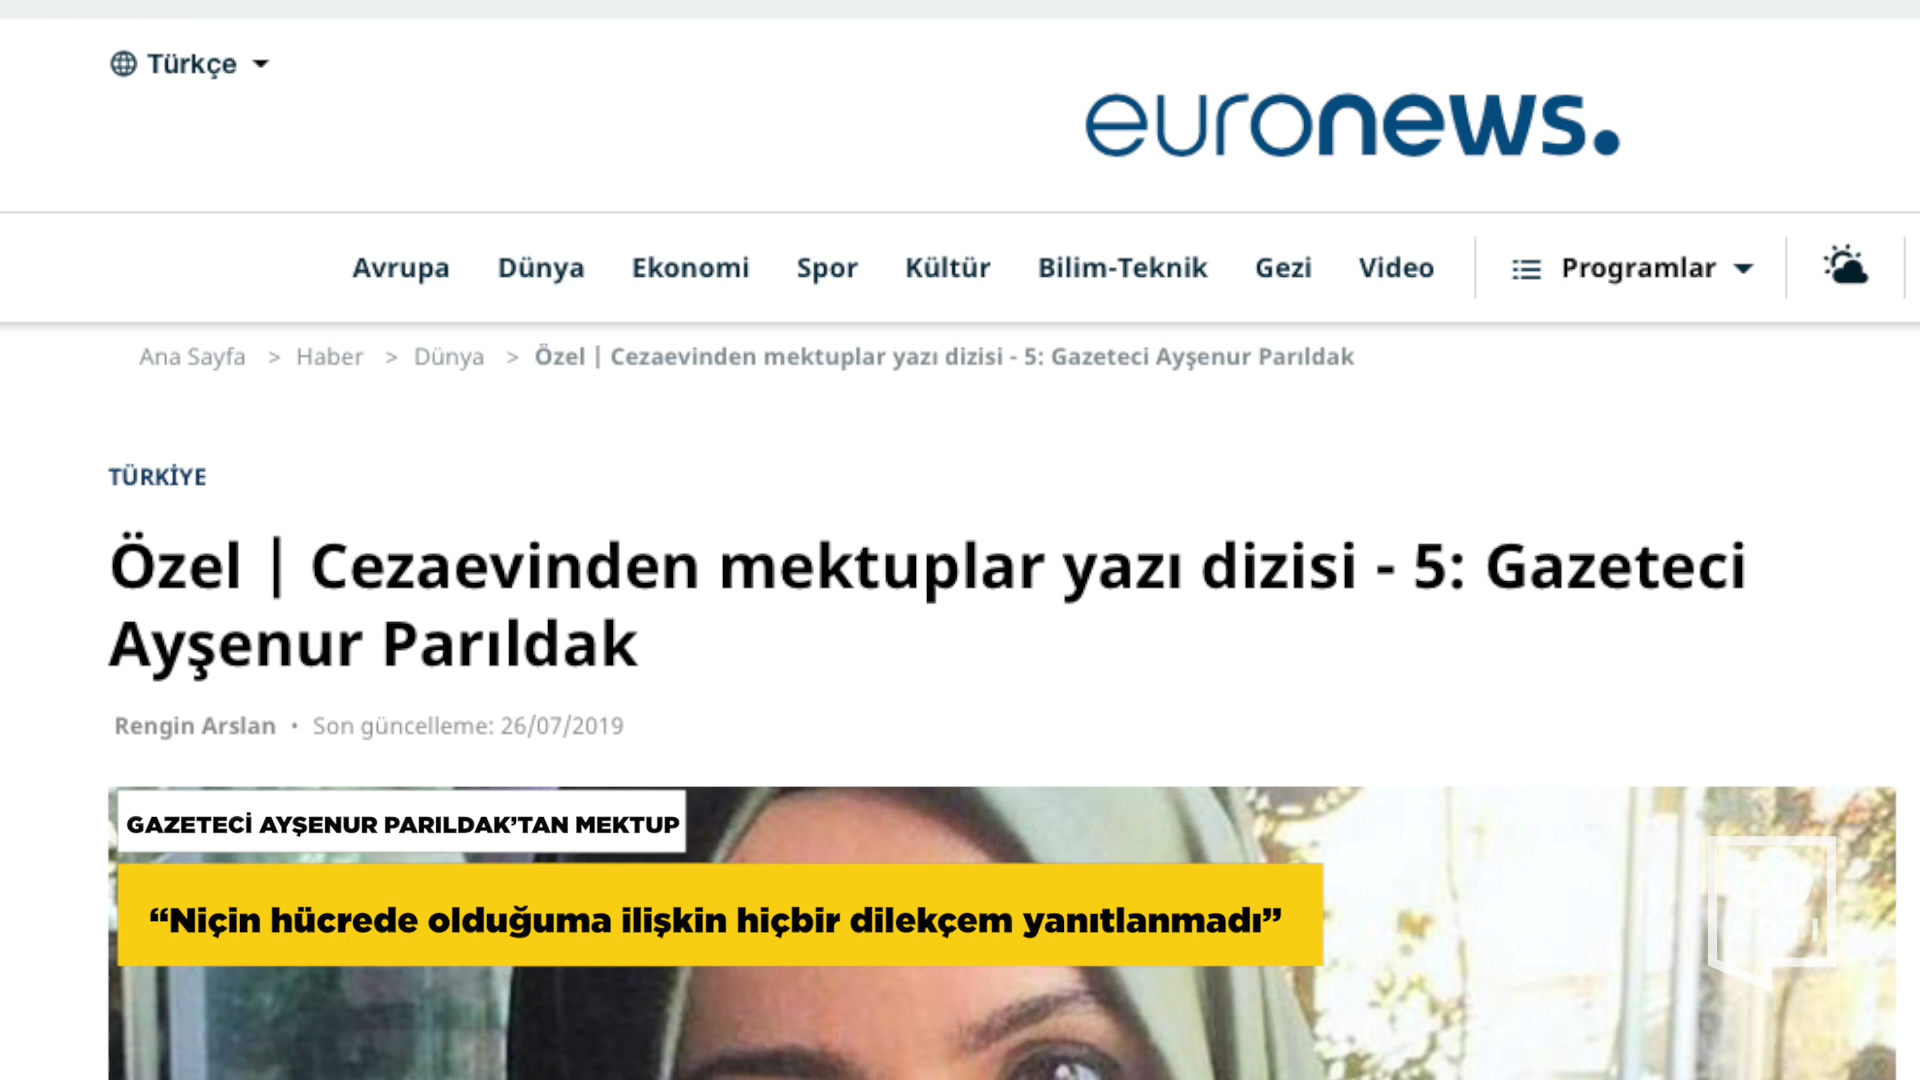 Türkçe
euronews.
Avrupa Dünya Ekonomi Spor Kültür Bilim-Teknik Gezi Video Programlar
Ana Sayfa > Haber > Dünya > Özel | Cezaevinden mektuplar yazı dizisi - 5: Gazeteci Ayşenur Parıldak
TÜRKİYE
Özel | Cezaevinden mektuplar yazı dizisi - 5: Gazeteci
Ayşenur Parıldak
Rengin Arslan • Son güncelleme: 26/07/2019
GAZETECİ AYŞENUR PARILDAK’TAN MEKTUP
“Niçin hücrede olduğuma ilişkin hiçbir dilekçem yanıtlanmadı”